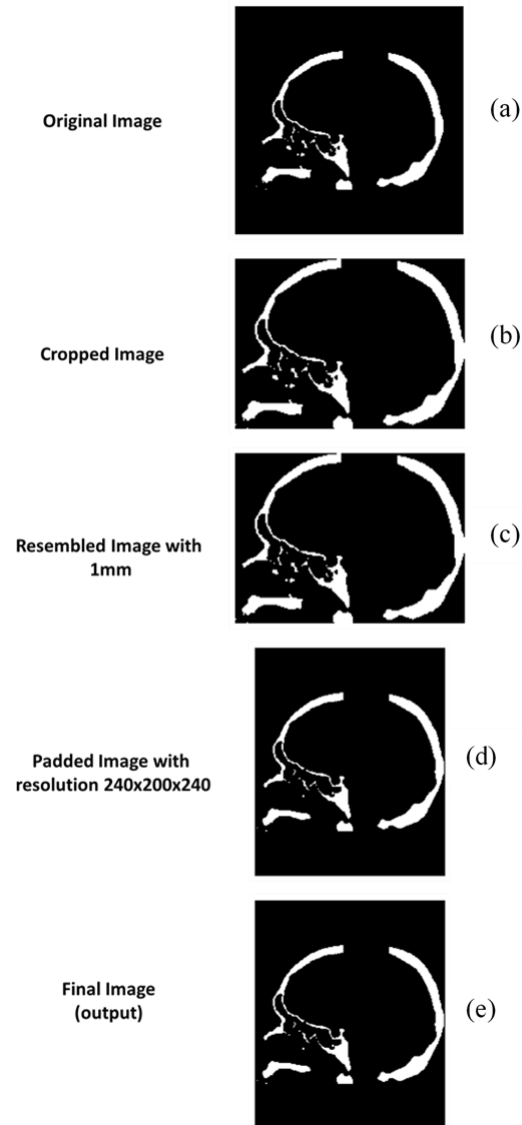 Original Image
(a)
Cropped Image
(b)
Resembled Image with
1mm
(c)
Padded Image with
resolution 240x200x240
(d)
Final Image
(output)
(e)